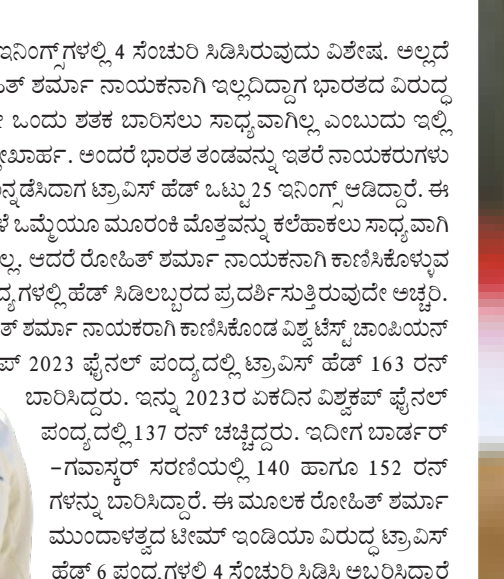 ಇನಿಂಗ್ಸ್‌ಗಳಲ್ಲಿ 4 ಸೆಂಚುರಿ ಸಿಡಿಸಿರುವುದು ವಿಶೇಷ. ಅಲ್ಲದೆ
ಶರ್ಮಾ ನಾಯಕನಾಗಿ ಇಲ್ಲದಿದ್ದಾಗ ಭಾರತದ ವಿರುದ್ಧ
ಒಂದು ಶತಕ ಬಾರಿಸಲು ಸಾಧ್ಯವಾಗಿಲ್ಲ ಎಂಬುದು ಇಲ್ಲಿ
ಅಂದರೆ ಭಾರತ ತಂಡವನ್ನು ಇತರೆ ನಾಯಕರುಗಳು
ಟ್ರಾವಿಸ್ ಹೆಡ್ ಒಟ್ಟು 25 ಇನಿಂಗ್ಸ್ ಆಡಿದ್ದಾರೆ. ಈ
ಒಮ್ಮೆಯೂ ಮೂರಂಕಿ ಮೊತ್ತವನ್ನು ಕಲೆಹಾಕಲು ಸಾಧ್ಯವಾಗಿ
ಆದರೆ ರೋಹಿತ್ ಶರ್ಮಾ ನಾಯಕನಾಗಿ ಕಾಣಿಸಿಕೊಳ್ಳುವ
ಹೆಡ್ ಸಿಡಿಲಬ್ಬರದ ಪ್ರದರ್ಶಿಸುತ್ತಿರುವುದೇ ಅಚ್ಚರಿ.
ಶರ್ಮಾ ನಾಯಕರಾಗಿ ಕಾಣಿಸಿಕೊಂಡ ವಿಶ್ವ ಟೆಸ್ಟ್ ಚಾಂಪಿಯನ್
2023 ಫೈನಲ್ ಪಂದ್ಯದಲ್ಲಿ ಟ್ರಾವಿಸ್ ಹೆಡ್ 163 ರನ್
ಬಾರಿಸಿದ್ದರು. ಇನ್ನು 2023ರ ಏಕದಿನ ವಿಶ್ವಕಪ್ ಫೈನಲ್
ಪಂದ್ಯದಲ್ಲಿ 137 ರನ್ ಚಚ್ಚಿದ್ದರು. ಇದೀಗ ಬಾರ್ಡರ್
-ಗವಾಸ್ಕರ್ ಸರಣಿಯಲ್ಲಿ 140 ಹಾಗೂ 152 ರನ್
ಗಳನ್ನು ಬಾರಿಸಿದ್ದಾರೆ. ಈ ಮೂಲಕ ರೋಹಿತ್ ಶರ್ಮಾ
ಮುಂದಾಳತ್ವದ ಟೀಮ್ ಇಂಡಿಯಾ ವಿರುದ್ಧ ಟ್ರಾವಿಸ್
ಹೆಡ್ 6 ಪಂದ್ಯಗಳಲ್ಲಿ 4 ಸೆಂಚುರಿ ಸಿಡಿಸಿ ಅಬ್ಬರಿಸಿದ್ದಾರೆ